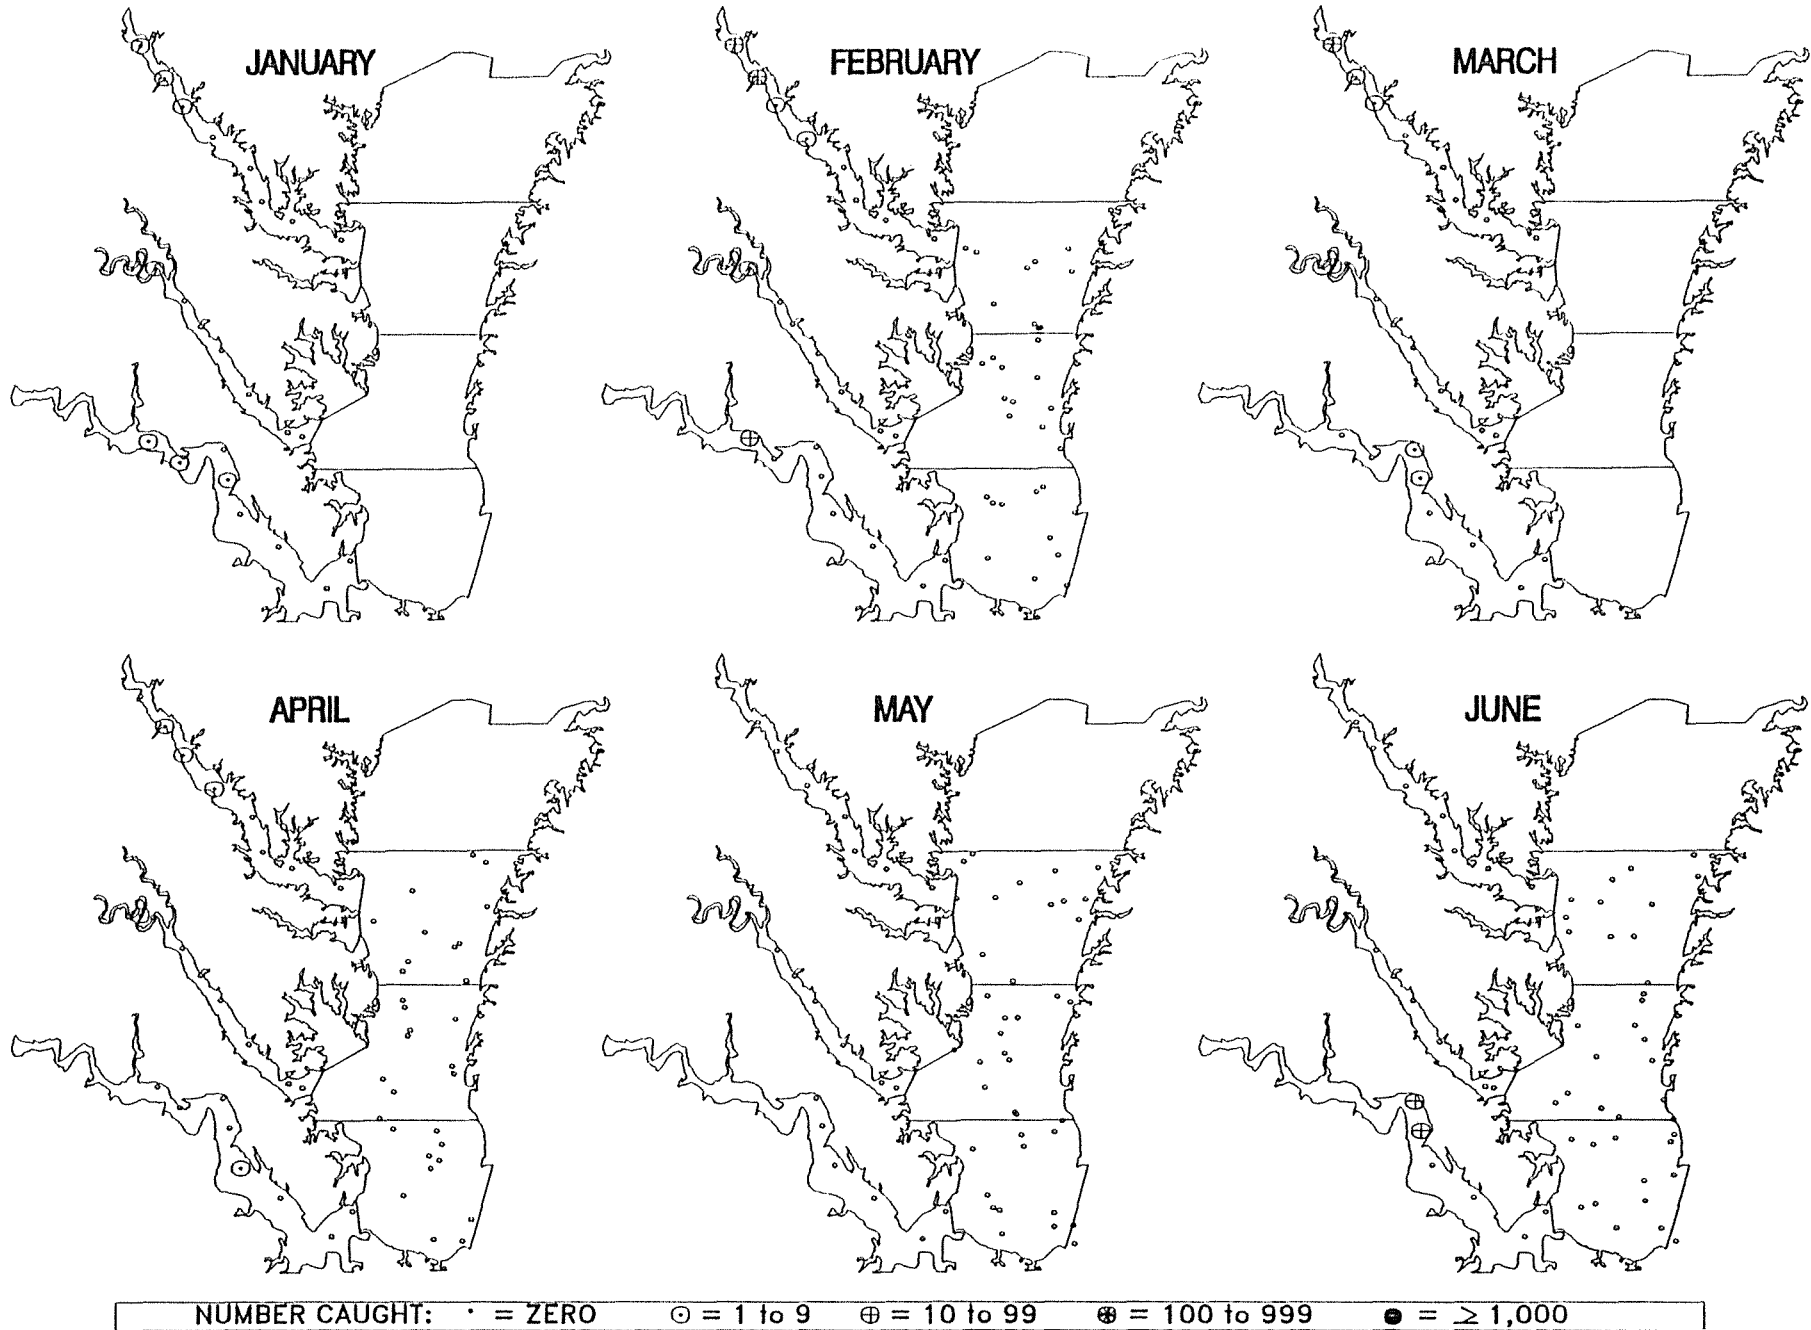 JANUARY
FEBRUARY
MARCH
APRIL
MAY
JUNE
NUMBER CAUGHT: · = ZERO ⊙ = 1 to 9 ⊕ = 10 to 99 ⊛ = 100 to 999 ● = ≥ 1,000